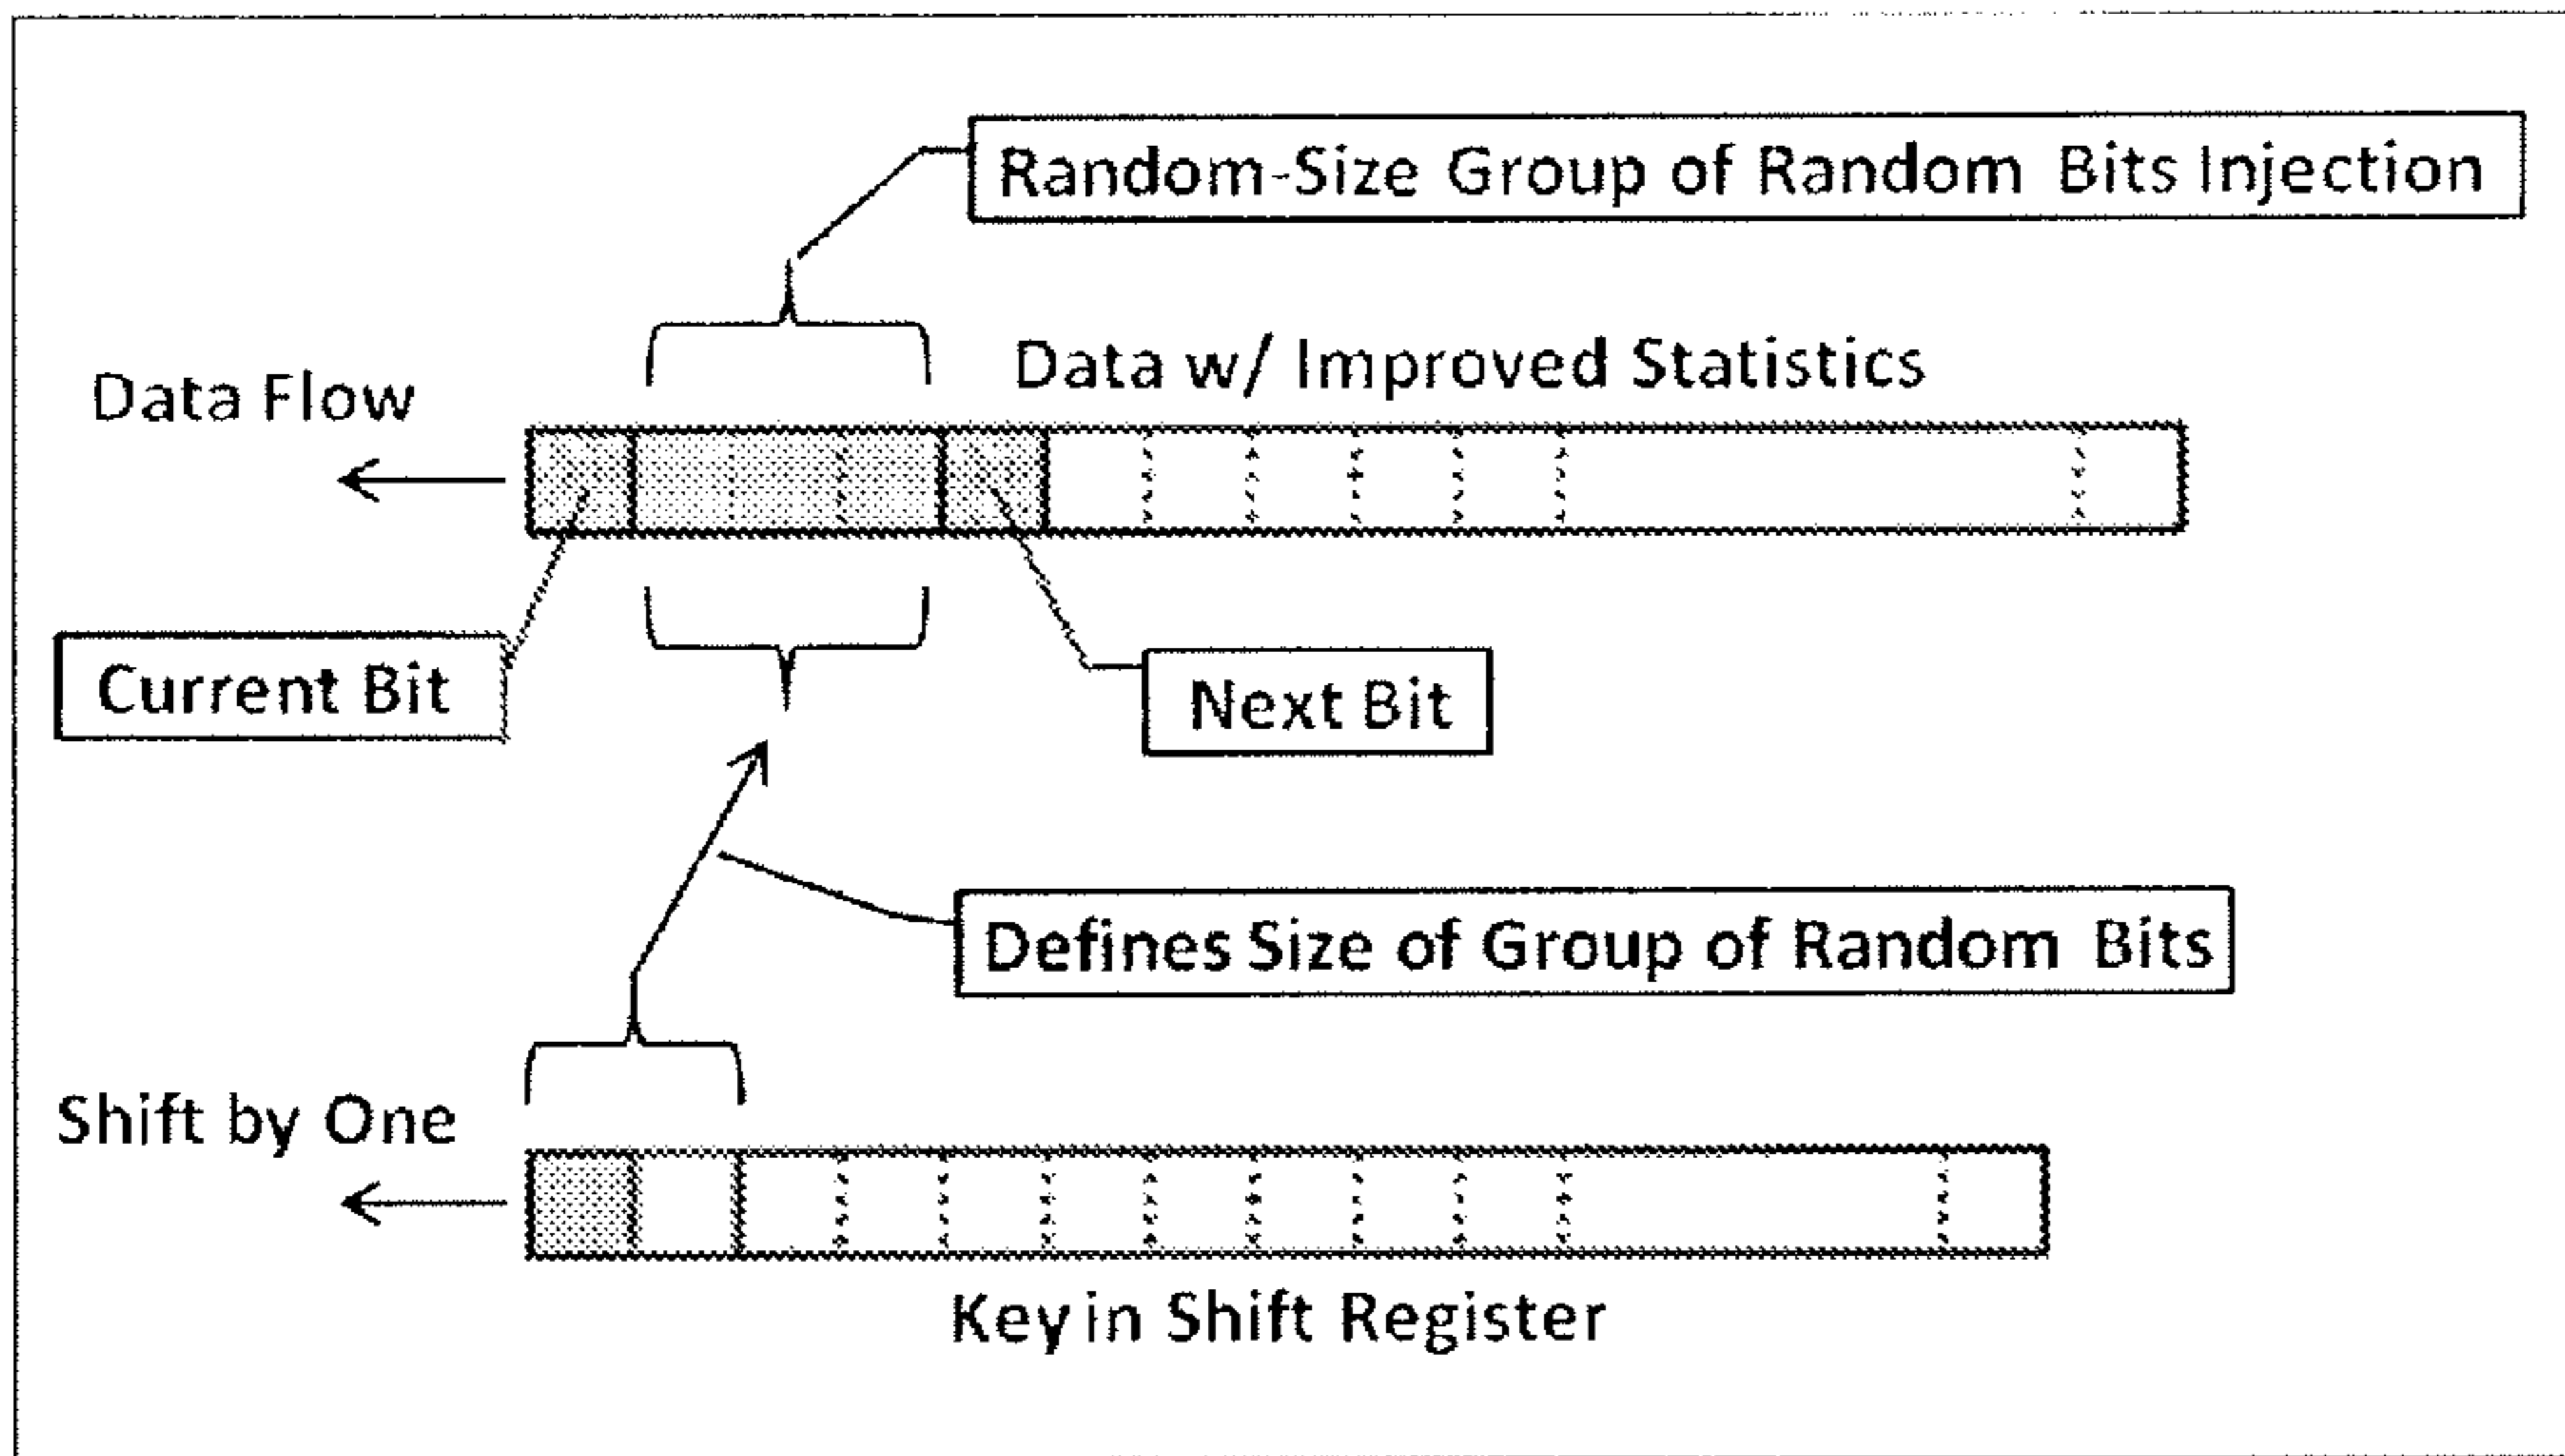 Random-Size Group of Random Bits Injection
Data w/ Improved Statistics
Data Flow
Current Bit
Next Bit
Defines Size of Group of Random Bits
Shift by One
Key in Shift Register